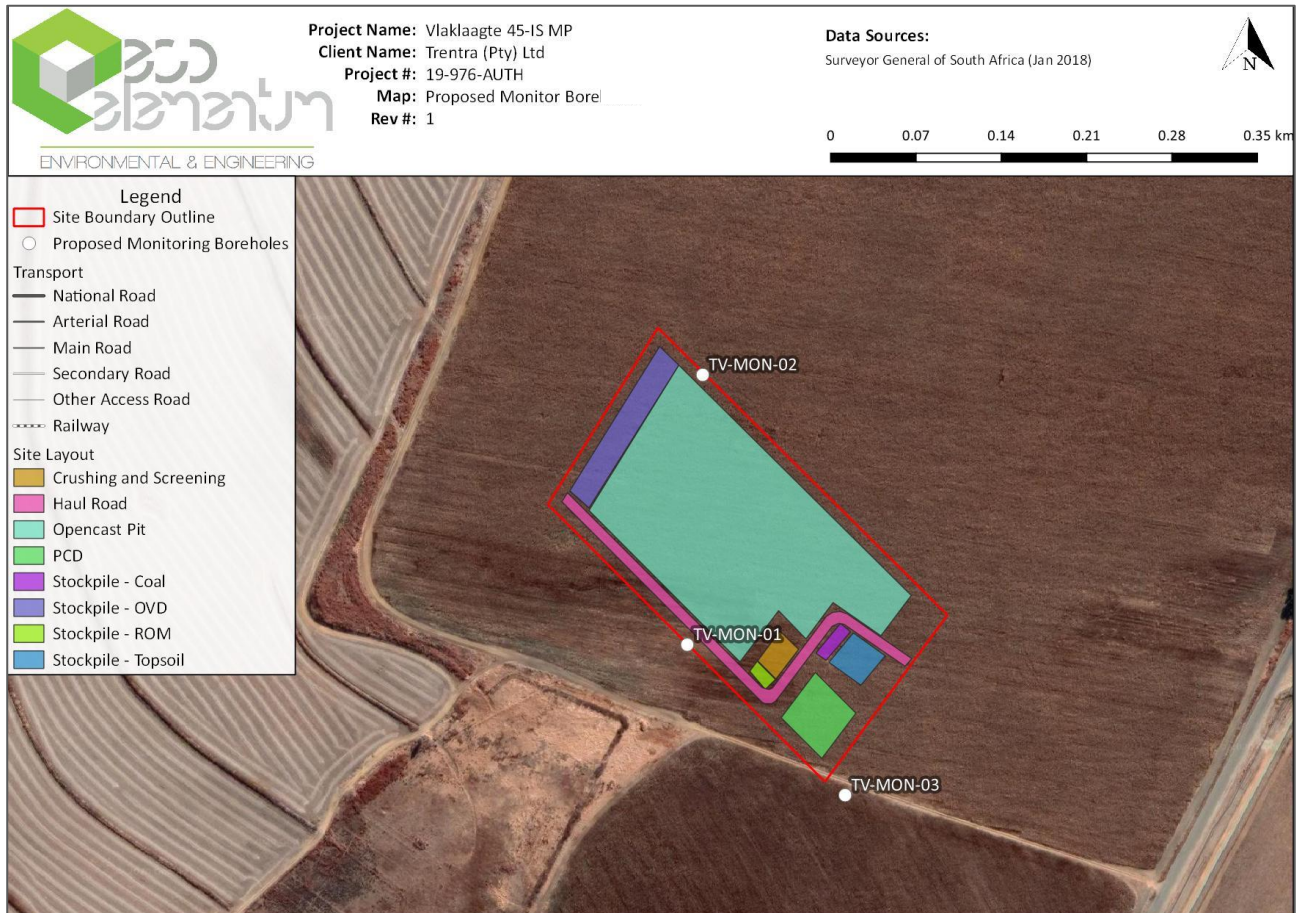 eco
elementum
ENVIRONMENTAL & ENGINEERING
Project Name: Vlaklaagte 45-IS MP
Client Name: Trentra (Pty) Ltd
Project #: 19-976-AUTH
Map: Proposed Monitor Bore
Rev #: 1
Data Sources:
Surveyor General of South Africa (Jan 2018)
N
0 0.07 0.14 0.21 0.28 0.35 km
Legend
Site Boundary Outline
Proposed Monitoring Boreholes
Transport
National Road
Arterial Road
Main Road
Secondary Road
Other Access Road
Railway
Site Layout
Crushing and Screening
Haul Road
Opencast Pit
PCD
Stockpile - Coal
Stockpile - OVD
Stockpile - ROM
Stockpile - Topsoil
TV-MON-02
TV-MON-01
TV-MON-03